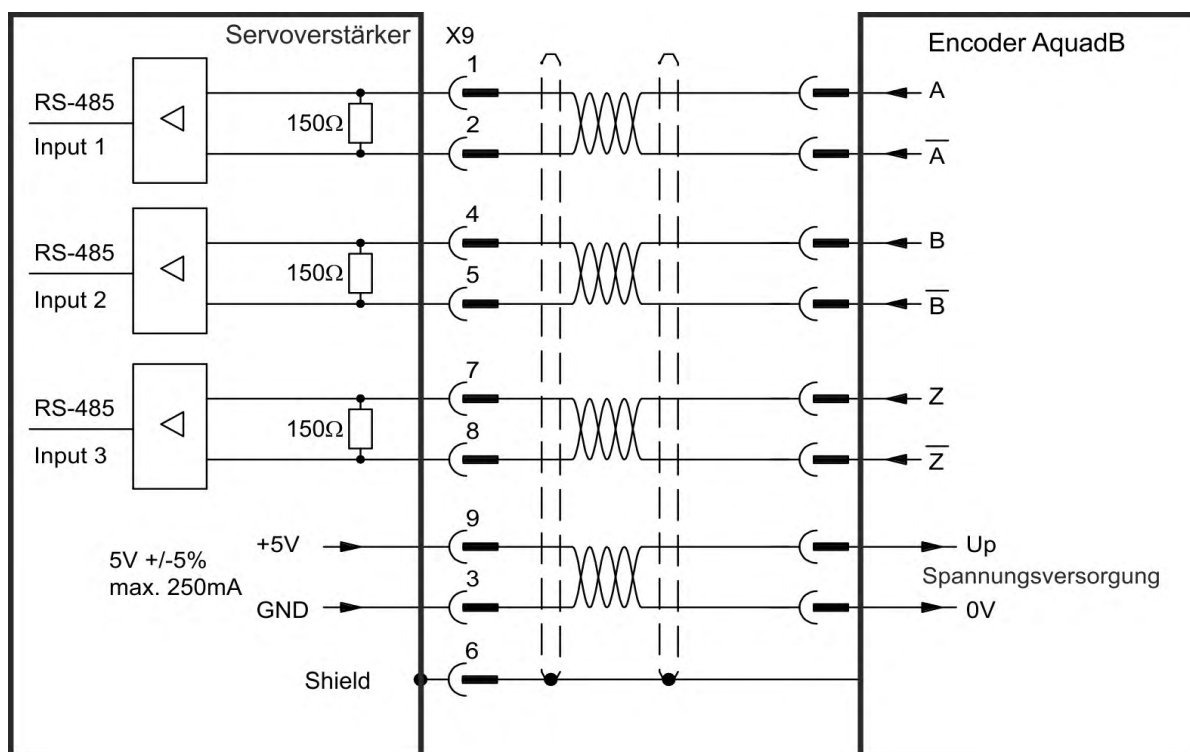 Servoverstärker
X9
Encoder AquadB
RS-485
Input 1
150Ω
1
2
A
A̅
RS-485
Input 2
150Ω
4
5
B
B̅
RS-485
Input 3
150Ω
7
8
Z
Z̅
5V +/-5%
max. 250mA
+5V
GND
9
3
Up
Spannungsversorgung
0V
Shield
6